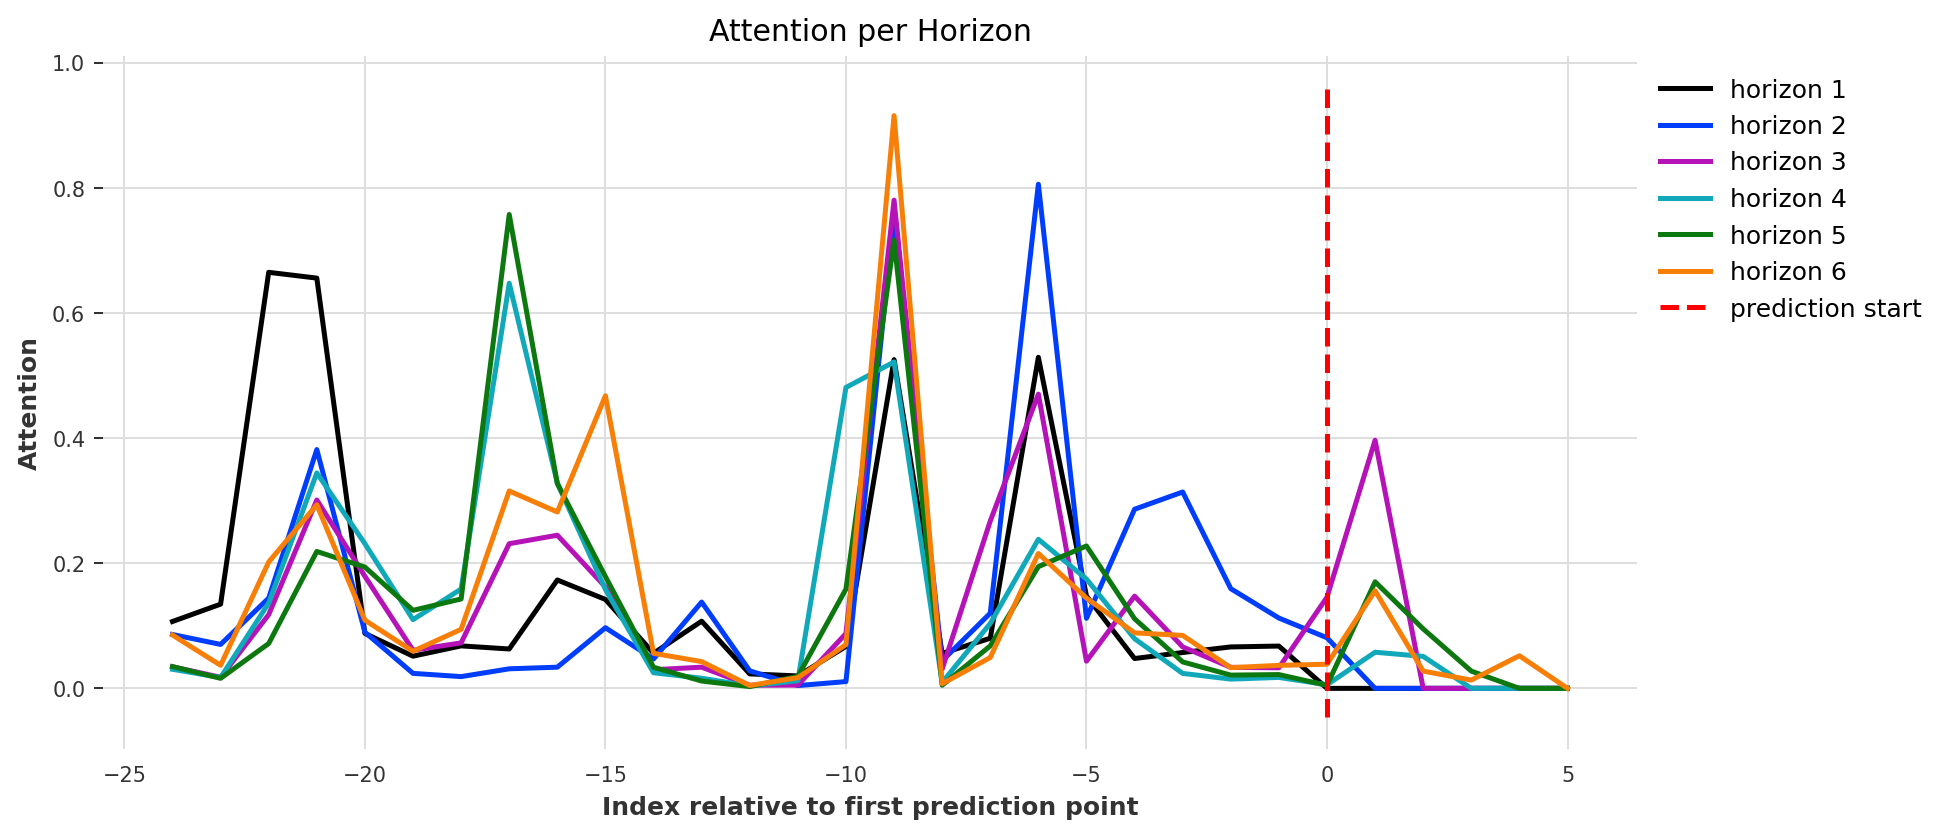 Attention per Horizon
1.0
0.8
0.6
0.4
0.2
0.0
Attention
−25
−20
−15
−10
−5
0
5
Index relative to first prediction point
horizon 1
horizon 2
horizon 3
horizon 4
horizon 5
horizon 6
prediction start